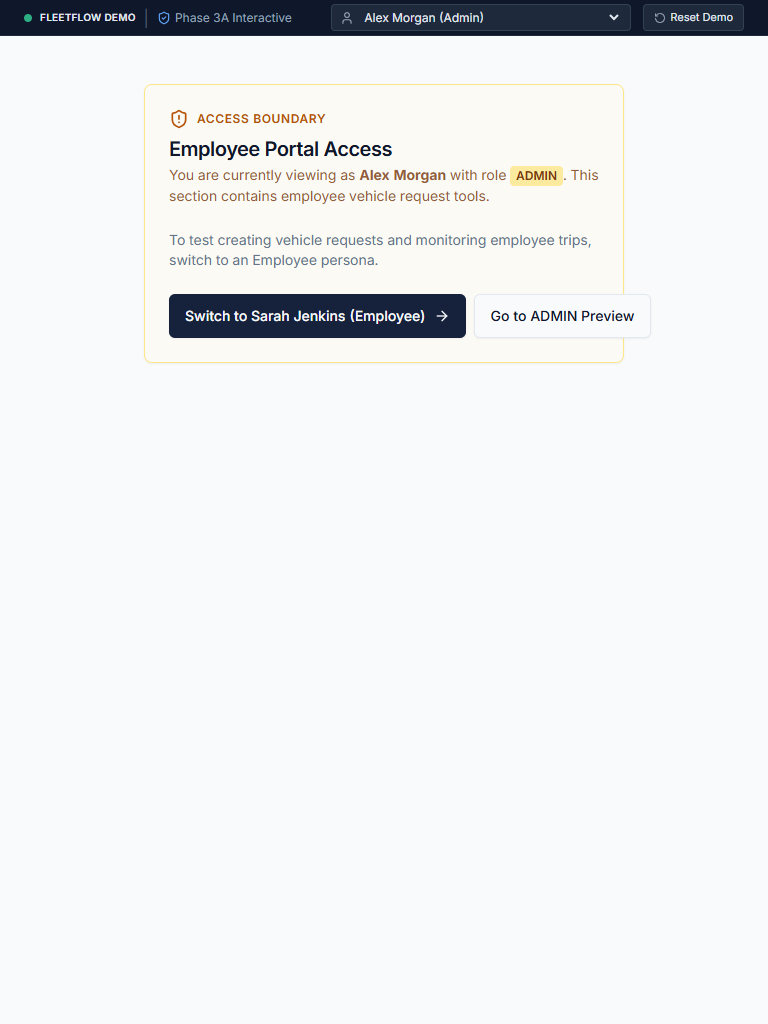 FLEETFLOW DEMO
Phase 3A Interactive
Alex Morgan (Admin)
Reset Demo
ACCESS BOUNDARY
Employee Portal Access
You are currently viewing as Alex Morgan with role ADMIN. This
section contains employee vehicle request tools.
To test creating vehicle requests and monitoring employee trips,
switch to an Employee persona.
Switch to Sarah Jenkins (Employee)
Go to ADMIN Preview